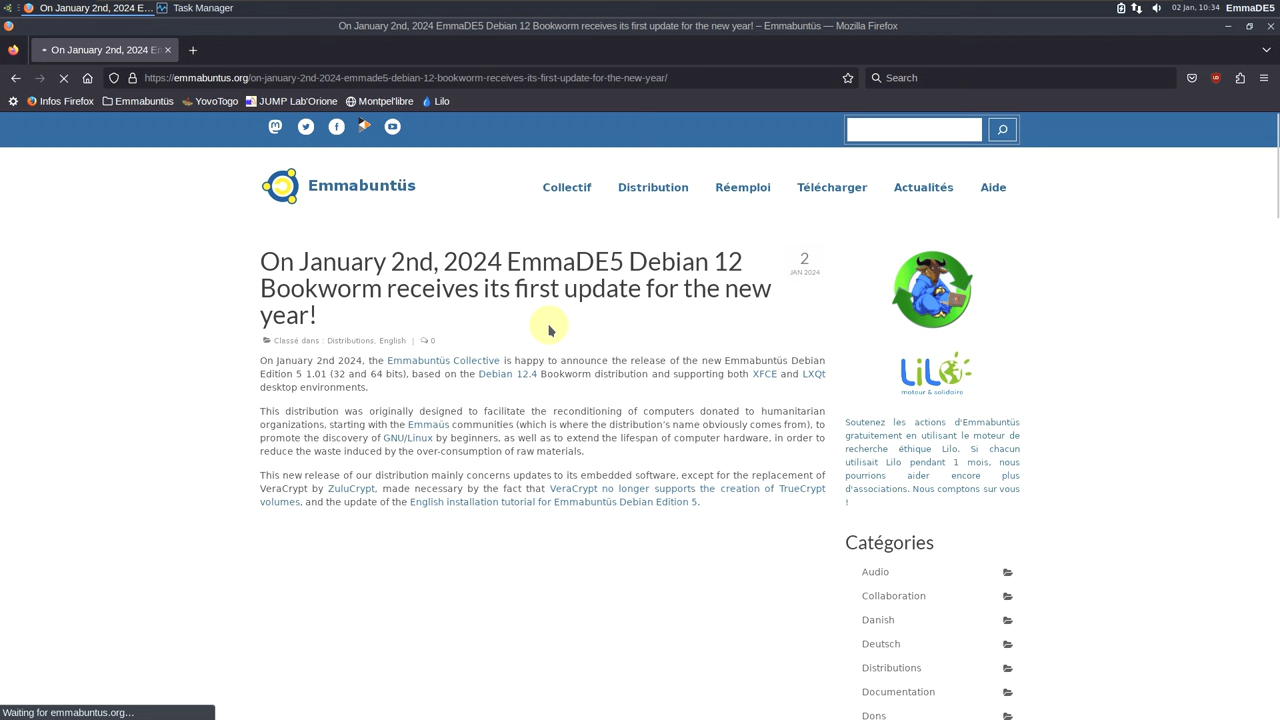 On January 2nd, 2024 E...
Task Manager
02 Jan, 10:34
EmmaDE5
On January 2nd, 2024 EmmaDE5 Debian 12 Bookworm receives its first update for the new year! – Emmabuntüs — Mozilla Firefox
On January 2nd, 2024 Em
https://emmabuntus.org/on-january-2nd-2024-emmade5-debian-12-bookworm-receives-its-first-update-for-the-new-year/
Search
Infos Firefox
Emmabuntüs
YovoTogo
JUMP Lab'Orione
Montpel'libre
Lilo
Emmabuntüs
Collectif
Distribution
Réemploi
Télécharger
Actualités
Aide
On January 2nd, 2024 EmmaDE5 Debian 12
Bookworm receives its first update for the new
year!
2
JAN 2024
Classé dans : Distributions, English | 0
On January 2nd 2024, the Emmabuntüs Collective is happy to announce the release of the new Emmabuntüs Debian
Edition 5 1.01 (32 and 64 bits), based on the Debian 12.4 Bookworm distribution and supporting both XFCE and LXQt
desktop environments.
This distribution was originally designed to facilitate the reconditioning of computers donated to humanitarian
organizations, starting with the Emmaüs communities (which is where the distribution's name obviously comes from), to
promote the discovery of GNU/Linux by beginners, as well as to extend the lifespan of computer hardware, in order to
reduce the waste induced by the over-consumption of raw materials.
This new release of our distribution mainly concerns updates to its embedded software, except for the replacement of
VeraCrypt by ZuluCrypt, made necessary by the fact that VeraCrypt no longer supports the creation of TrueCrypt
volumes, and the update of the English installation tutorial for Emmabuntüs Debian Edition 5.
LiLO
moteur & solidaire
Soutenez les actions d'Emmabuntüs
gratuitement en utilisant le moteur de
recherche éthique Lilo. Si chacun
utilisait Lilo pendant 1 mois, nous
pourrions aider encore plus
d'associations. Nous comptons sur vous
!
Catégories
Audio
Collaboration
Danish
Deutsch
Distributions
Documentation
Dons
Waiting for emmabuntus.org…